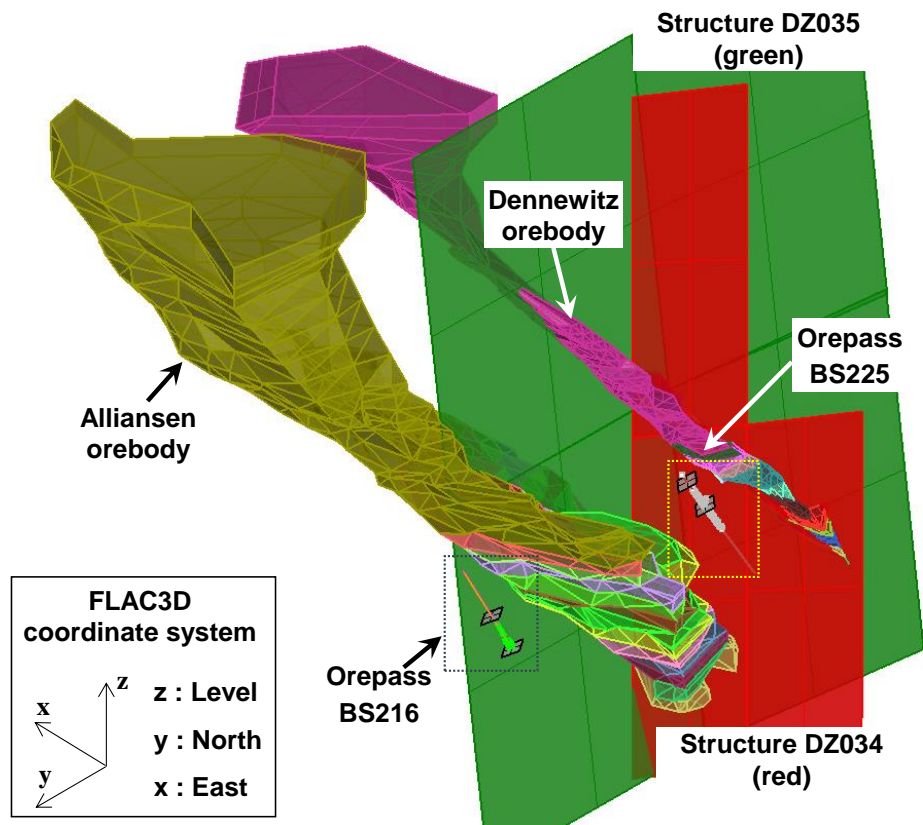 Structure DZ035
(green)
Dennewitz
orebody
Orepass
BS225
Alliansen
orebody
FLAC3D
coordinate system
z
x
y
z : Level
y : North
x : East
Orepass
BS216
Structure DZ034
(red)